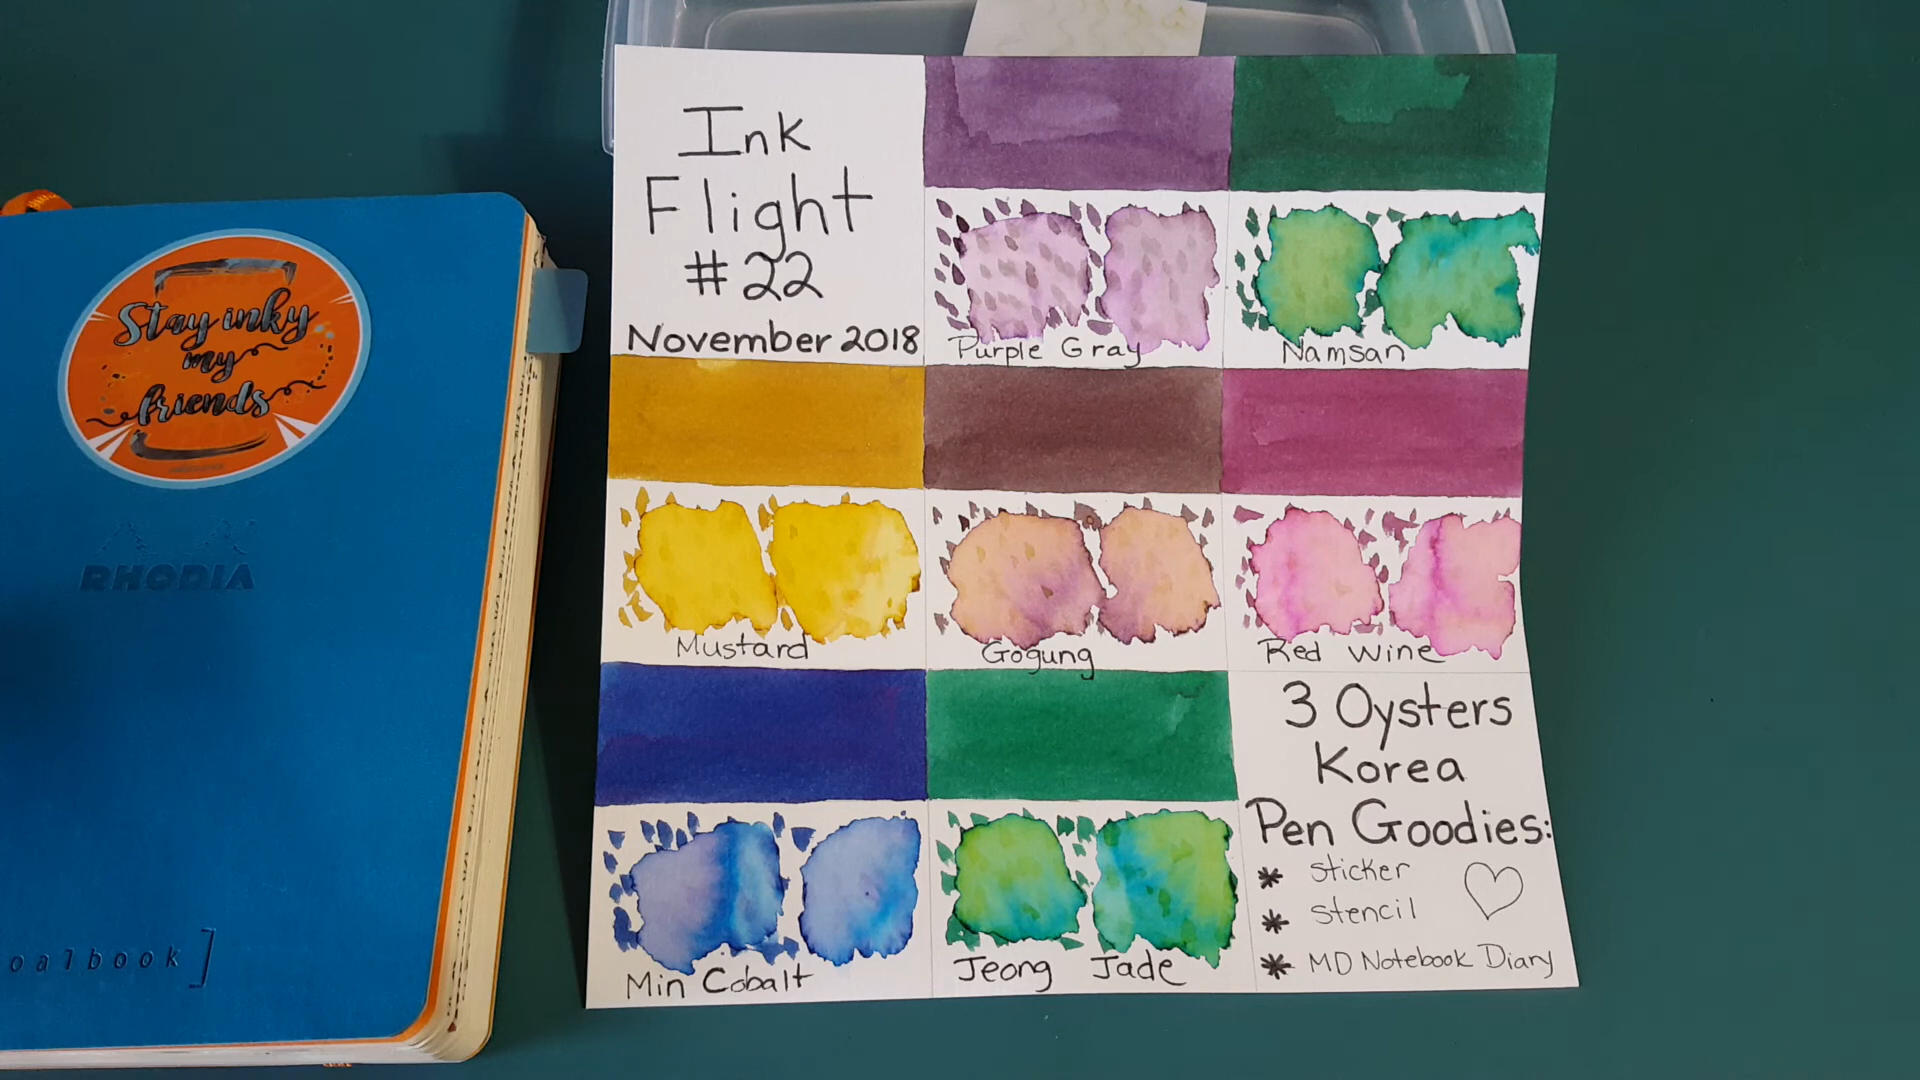 Stay inky
my
friends
RHODIA
oalbook ]
Ink
Flight
#22
November 2018
Purple Gray
Namsan
Mustard
Gogung
Red Wine
Min Cobalt
Jeong Jade
3 Oysters
Korea
Pen Goodies:
* Sticker
* Stencil
* MD Notebook Diary